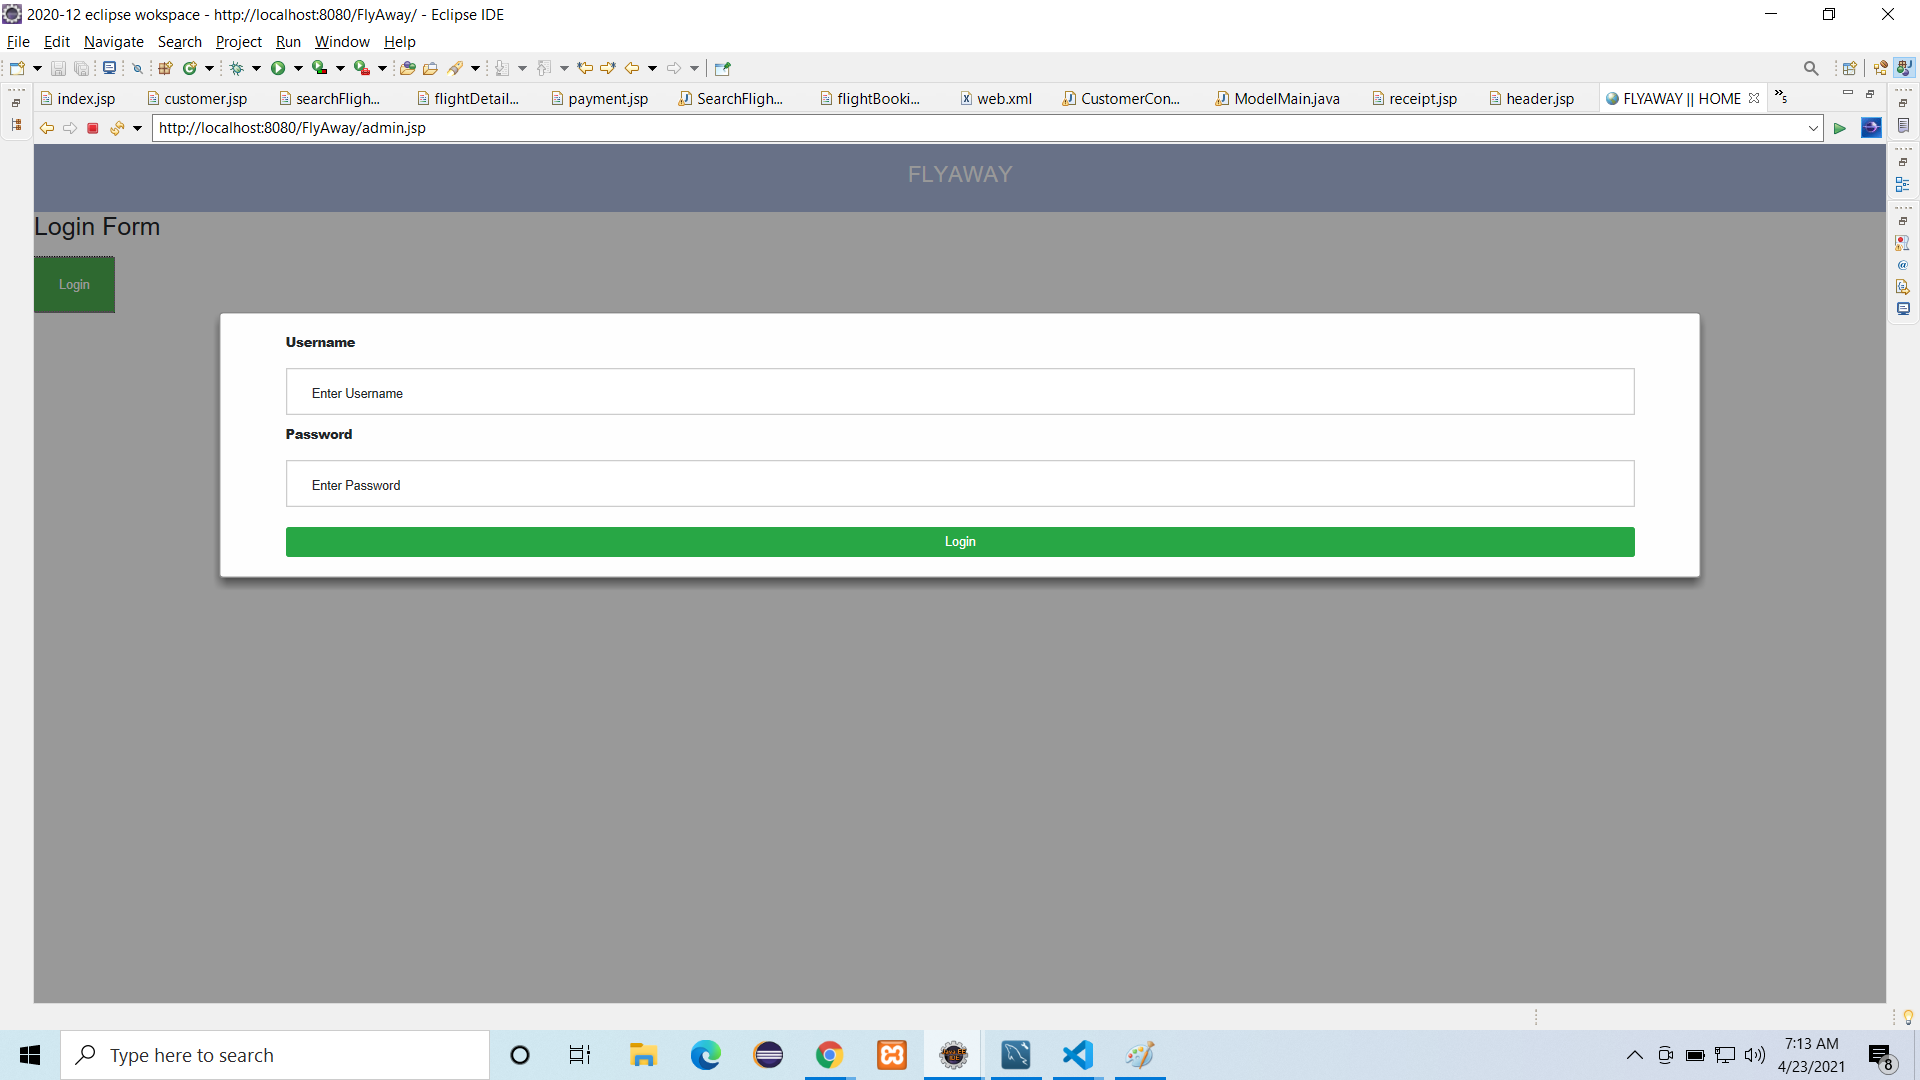 2020-12 eclipse wokspace - http://localhost:8080/FlyAway/ - Eclipse IDE
File Edit Navigate Search Project Run Window Help
index.jsp customer.jsp searchFligh... flightDetail... payment.jsp SearchFligh... flightBooki... web.xml CustomerCon... ModelMain.java receipt.jsp header.jsp FLYAWAY || HOME »5
http://localhost:8080/FlyAway/admin.jsp
FLYAWAY
Login Form
Login
Username
Enter Username
Password
Enter Password
Login
Type here to search
7:13 AM
4/23/2021
8